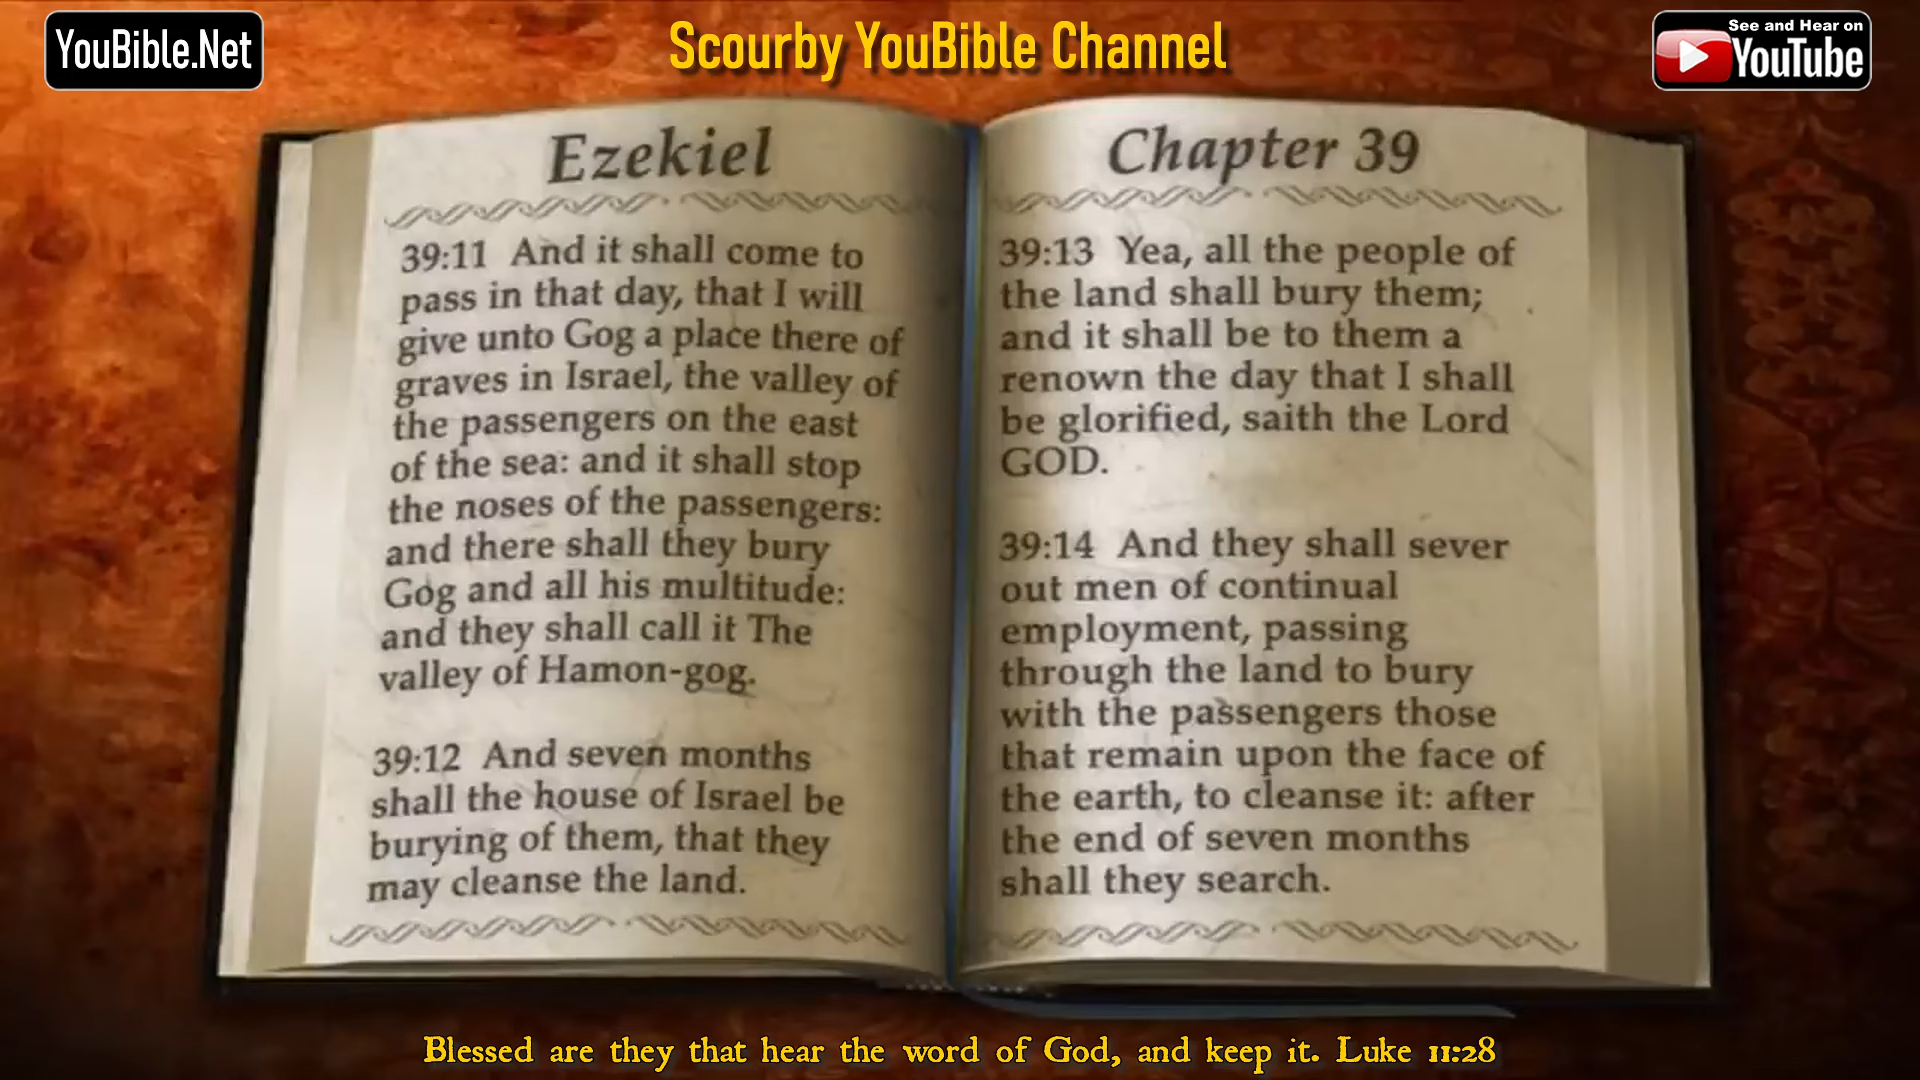 YouBible.Net
Scourby YouBible Channel
See and Hear on
YouTube
Ezekiel
39:11 And it shall come to
pass in that day, that I will
give unto Gog a place there of
graves in Israel, the valley of
the passengers on the east
of the sea: and it shall stop
the noses of the passengers:
and there shall they bury
Gog and all his multitude:
and they shall call it The
valley of Hamon-gog.
39:12 And seven months
shall the house of Israel be
burying of them, that they
may cleanse the land.
Chapter 39
39:13 Yea, all the people of
the land shall bury them;
and it shall be to them a
renown the day that I shall
be glorified, saith the Lord
GOD.
39:14 And they shall sever
out men of continual
employment, passing
through the land to bury
with the passengers those
that remain upon the face of
the earth, to cleanse it: after
the end of seven months
shall they search.
Blessed are they that hear the word of God, and keep it. Luke 11:28